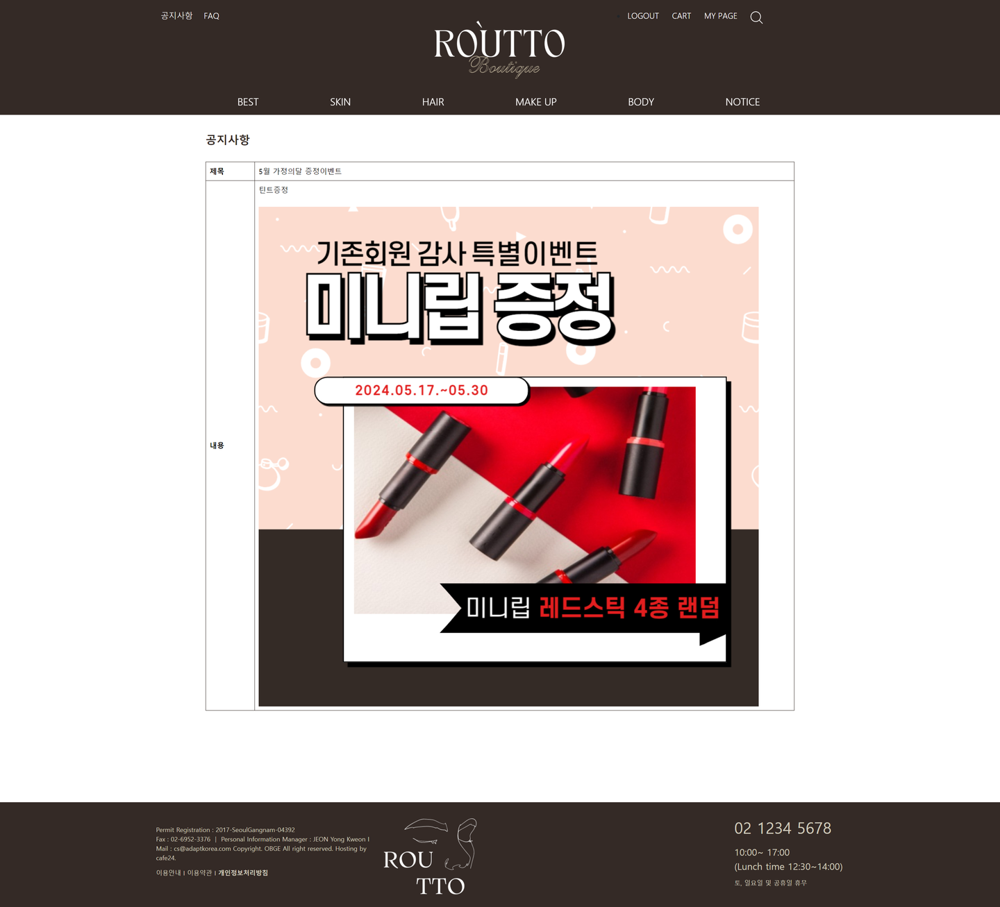 공지사항 FAQ
LOGOUT CART MY PAGE
ROÙTTO
Boutique
BEST SKIN HAIR MAKE UP BODY NOTICE
공지사항
제목 5월 가정의달 증정이벤트
틴트증정
기존회원 감사 특별이벤트
미니립 증정
2024.05.17.~05.30
내용
미니립 레드스틱 4종 랜덤
Permit Registration : 2017-SeoulGangnam-04392
Fax : 02-6952-3376 | Personal Information Manager : JEON Yong Kweon I
Mail : cs@adaptkorea.com Copyright. OBGE All right reserved. Hosting by
cafe24.
이용안내 I 이용약관 I 개인정보처리방침
ROU
TTO
02 1234 5678
10:00~ 17:00
(Lunch time 12:30~14:00)
토, 일요일 및 공휴일 휴무